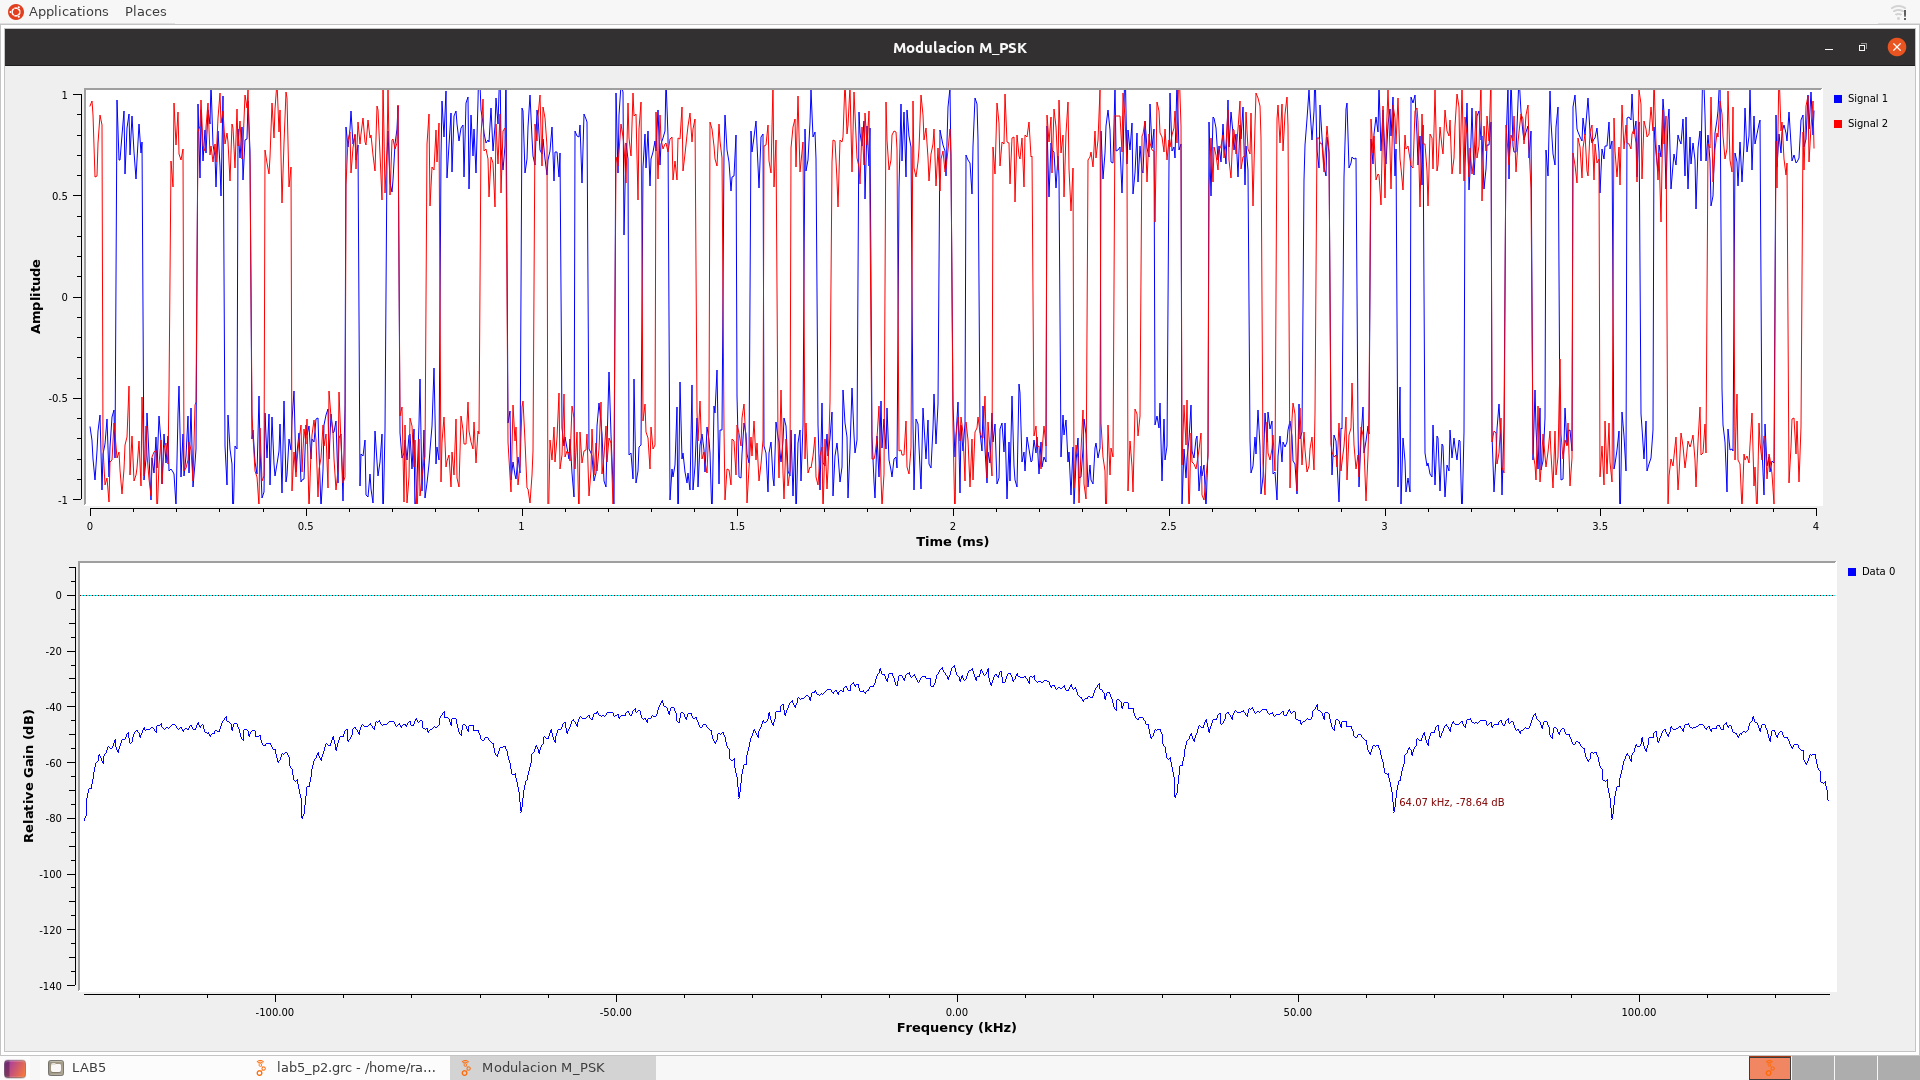 Applications Places
Modulacion M_PSK
Signal 1
Signal 2
1
0.5
0
-0.5
-1
Amplitude
0 0.5 1 1.5 2 2.5 3 3.5 4
Time (ms)
Data 0
0
-20
-40
-60
-80
-100
-120
-140
Relative Gain (dB)
64.07 kHz, -78.64 dB
-100.00 -50.00 0.00 50.00 100.00
Frequency (kHz)
LAB5 lab5_p2.grc - /home/ra... Modulacion M_PSK